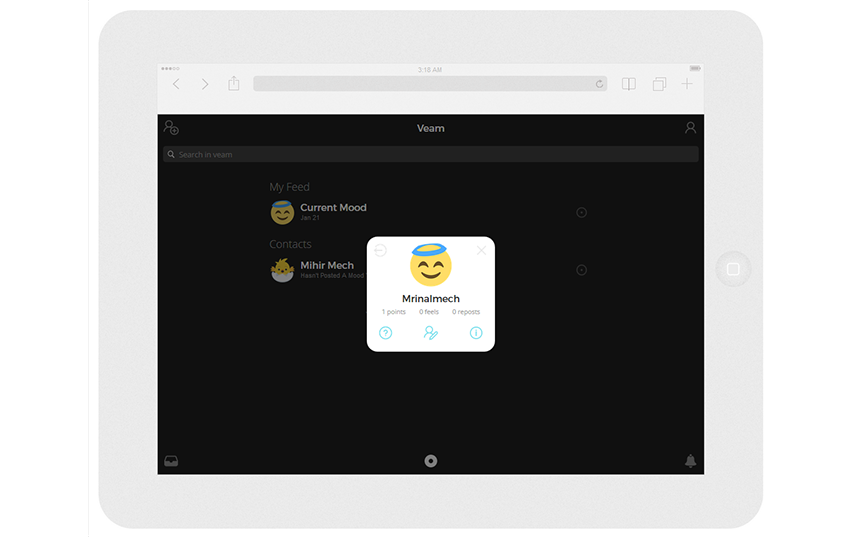 3:16 AM
Veam
Search in veam
My Feed
Current Mood
Jan 21
Contacts
Mihir Mech
Hasn't Posted A Mood
Mrinalmech
1 points 0 feels 0 reposts